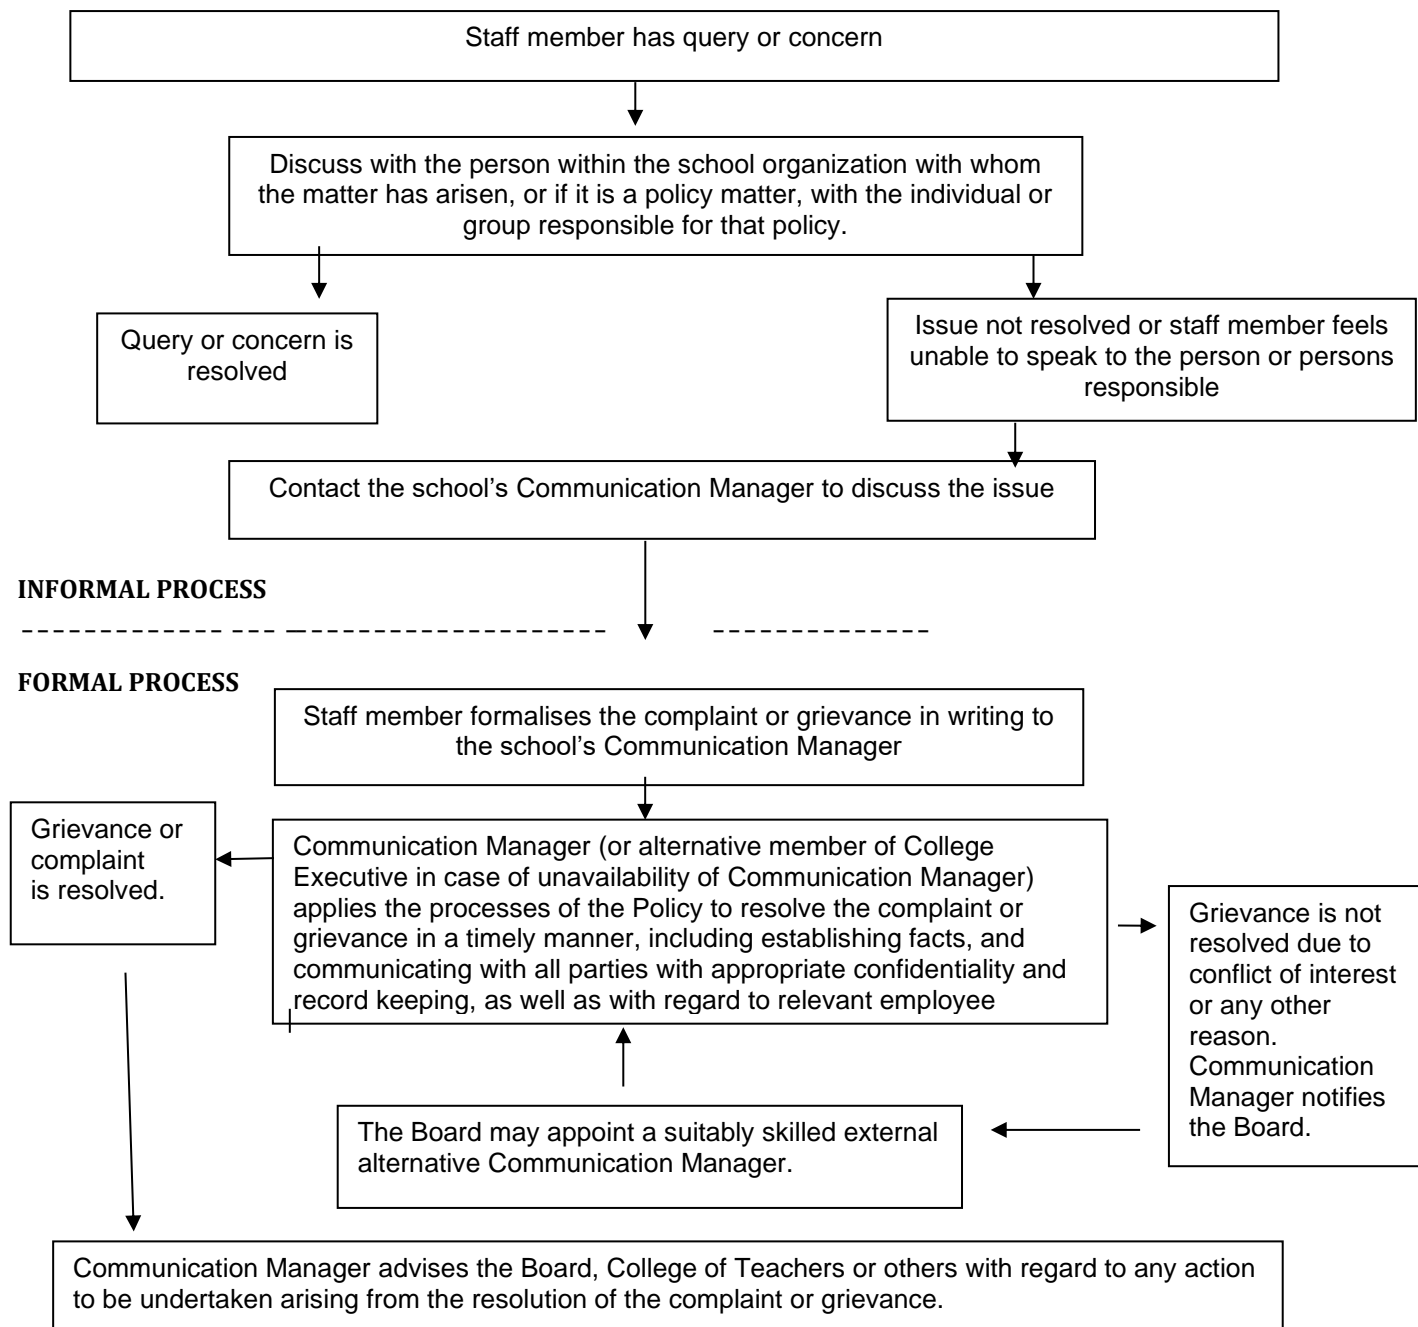 Staff member has query or concern
Discuss with the person within the school organization with whom
the matter has arisen, or if it is a policy matter, with the individual or
group responsible for that policy.
Query or concern is
resolved
Issue not resolved or staff member feels
unable to speak to the person or persons
responsible
Contact the school’s Communication Manager to discuss the issue
INFORMAL PROCESS
FORMAL PROCESS
Staff member formalises the complaint or grievance in writing to
the school’s Communication Manager
Grievance or
complaint
is resolved.
Communication Manager (or alternative member of College
Executive in case of unavailability of Communication Manager)
applies the processes of the Policy to resolve the complaint or
grievance in a timely manner, including establishing facts, and
communicating with all parties with appropriate confidentiality and
record keeping, as well as with regard to relevant employee
Grievance is not
resolved due to
conflict of interest
or any other
reason.
Communication
Manager notifies
the Board.
The Board may appoint a suitably skilled external
alternative Communication Manager.
Communication Manager advises the Board, College of Teachers or others with regard to any action
to be undertaken arising from the resolution of the complaint or grievance.